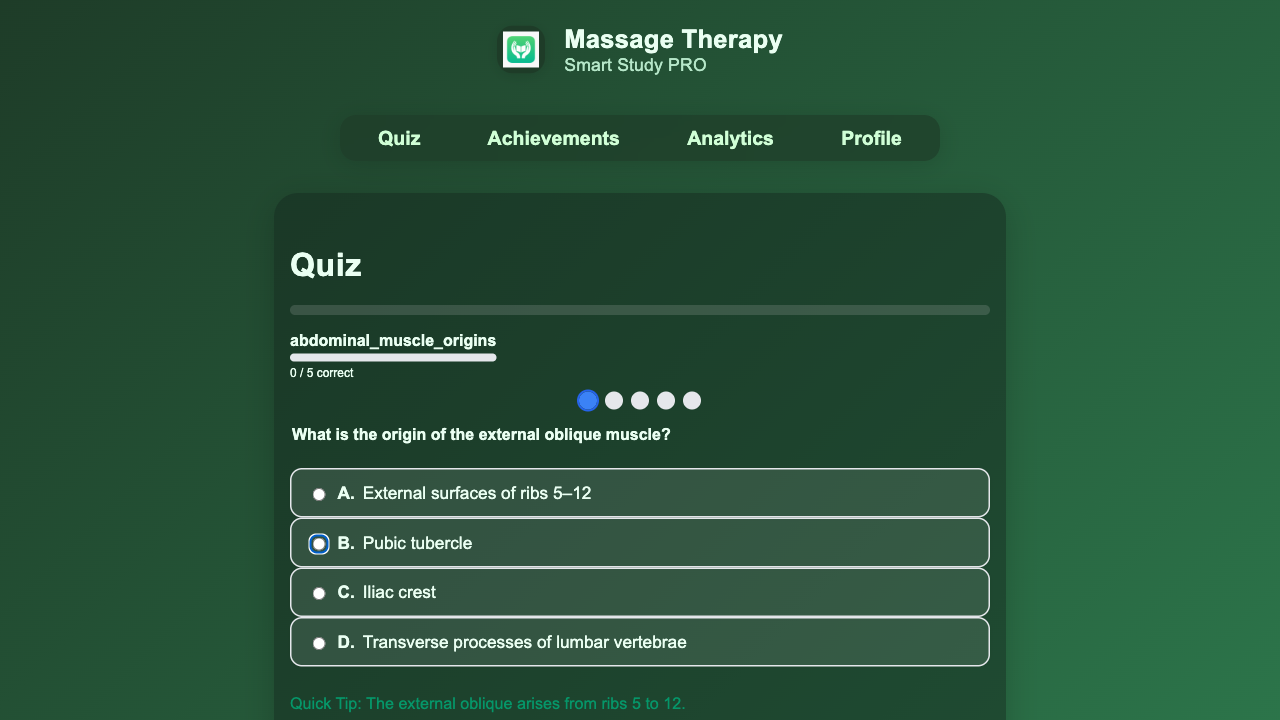 Massage Therapy
Smart Study PRO
Quiz
Achievements
Analytics
Profile
Quiz
abdominal_muscle_origins
0 / 5 correct
What is the origin of the external oblique muscle?
A. External surfaces of ribs 5–12
B. Pubic tubercle
C. Iliac crest
D. Transverse processes of lumbar vertebrae
Quick Tip: The external oblique arises from ribs 5 to 12.